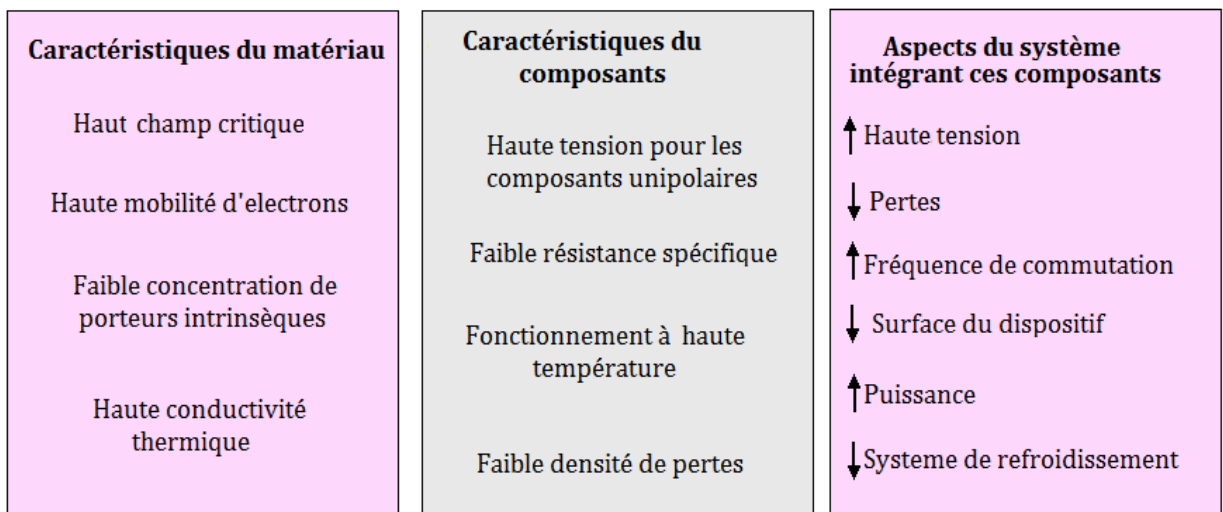 Caractéristiques du matériau
Haut champ critique
Haute mobilité d'electrons
Faible concentration de
porteurs intrinsèques
Haute conductivité
thermique
Caractéristiques du
composants
Haute tension pour les
composants unipolaires
Faible résistance spécifique
Fonctionnement à haute
température
Faible densité de pertes
Aspects du système
intégrant ces composants
↑ Haute tension
↓ Pertes
↑ Fréquence de commutation
↓ Surface du dispositif
↑ Puissance
↓ Systeme de refroidissement